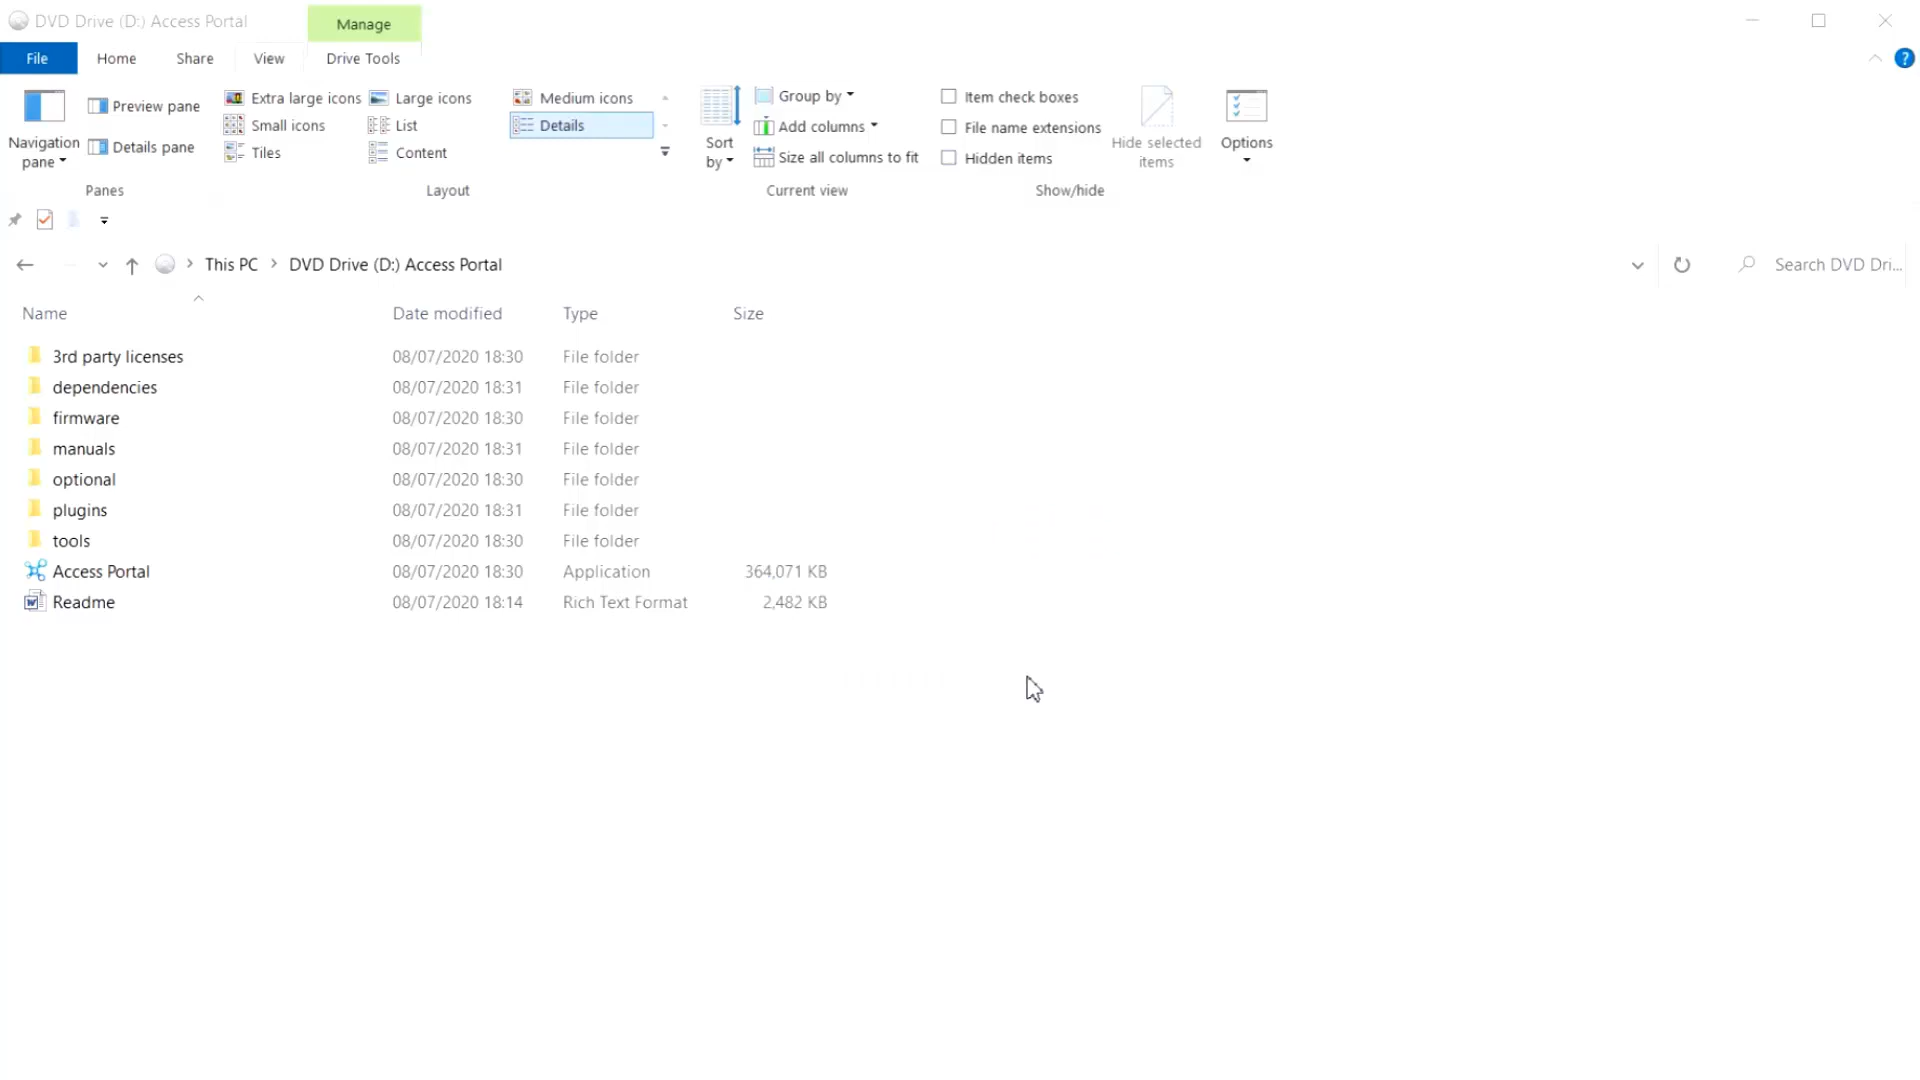 DVD Drive (D:) Access Portal
Manage
File Home Share View Drive Tools
Navigation pane
Preview pane
Details pane
Panes
Extra large icons Large icons Medium icons
Small icons List Details
Tiles Content
Layout
Sort by
Group by
Add columns
Size all columns to fit
Current view
Item check boxes
File name extensions
Hidden items
Hide selected items
Show/hide
Options
?
This PC > DVD Drive (D:) Access Portal
Search DVD Dri...
Name Date modified Type Size
3rd party licenses 08/07/2020 18:30 File folder
dependencies 08/07/2020 18:31 File folder
firmware 08/07/2020 18:30 File folder
manuals 08/07/2020 18:31 File folder
optional 08/07/2020 18:30 File folder
plugins 08/07/2020 18:31 File folder
tools 08/07/2020 18:30 File folder
Access Portal 08/07/2020 18:30 Application 364,071 KB
Readme 08/07/2020 18:14 Rich Text Format 2,482 KB